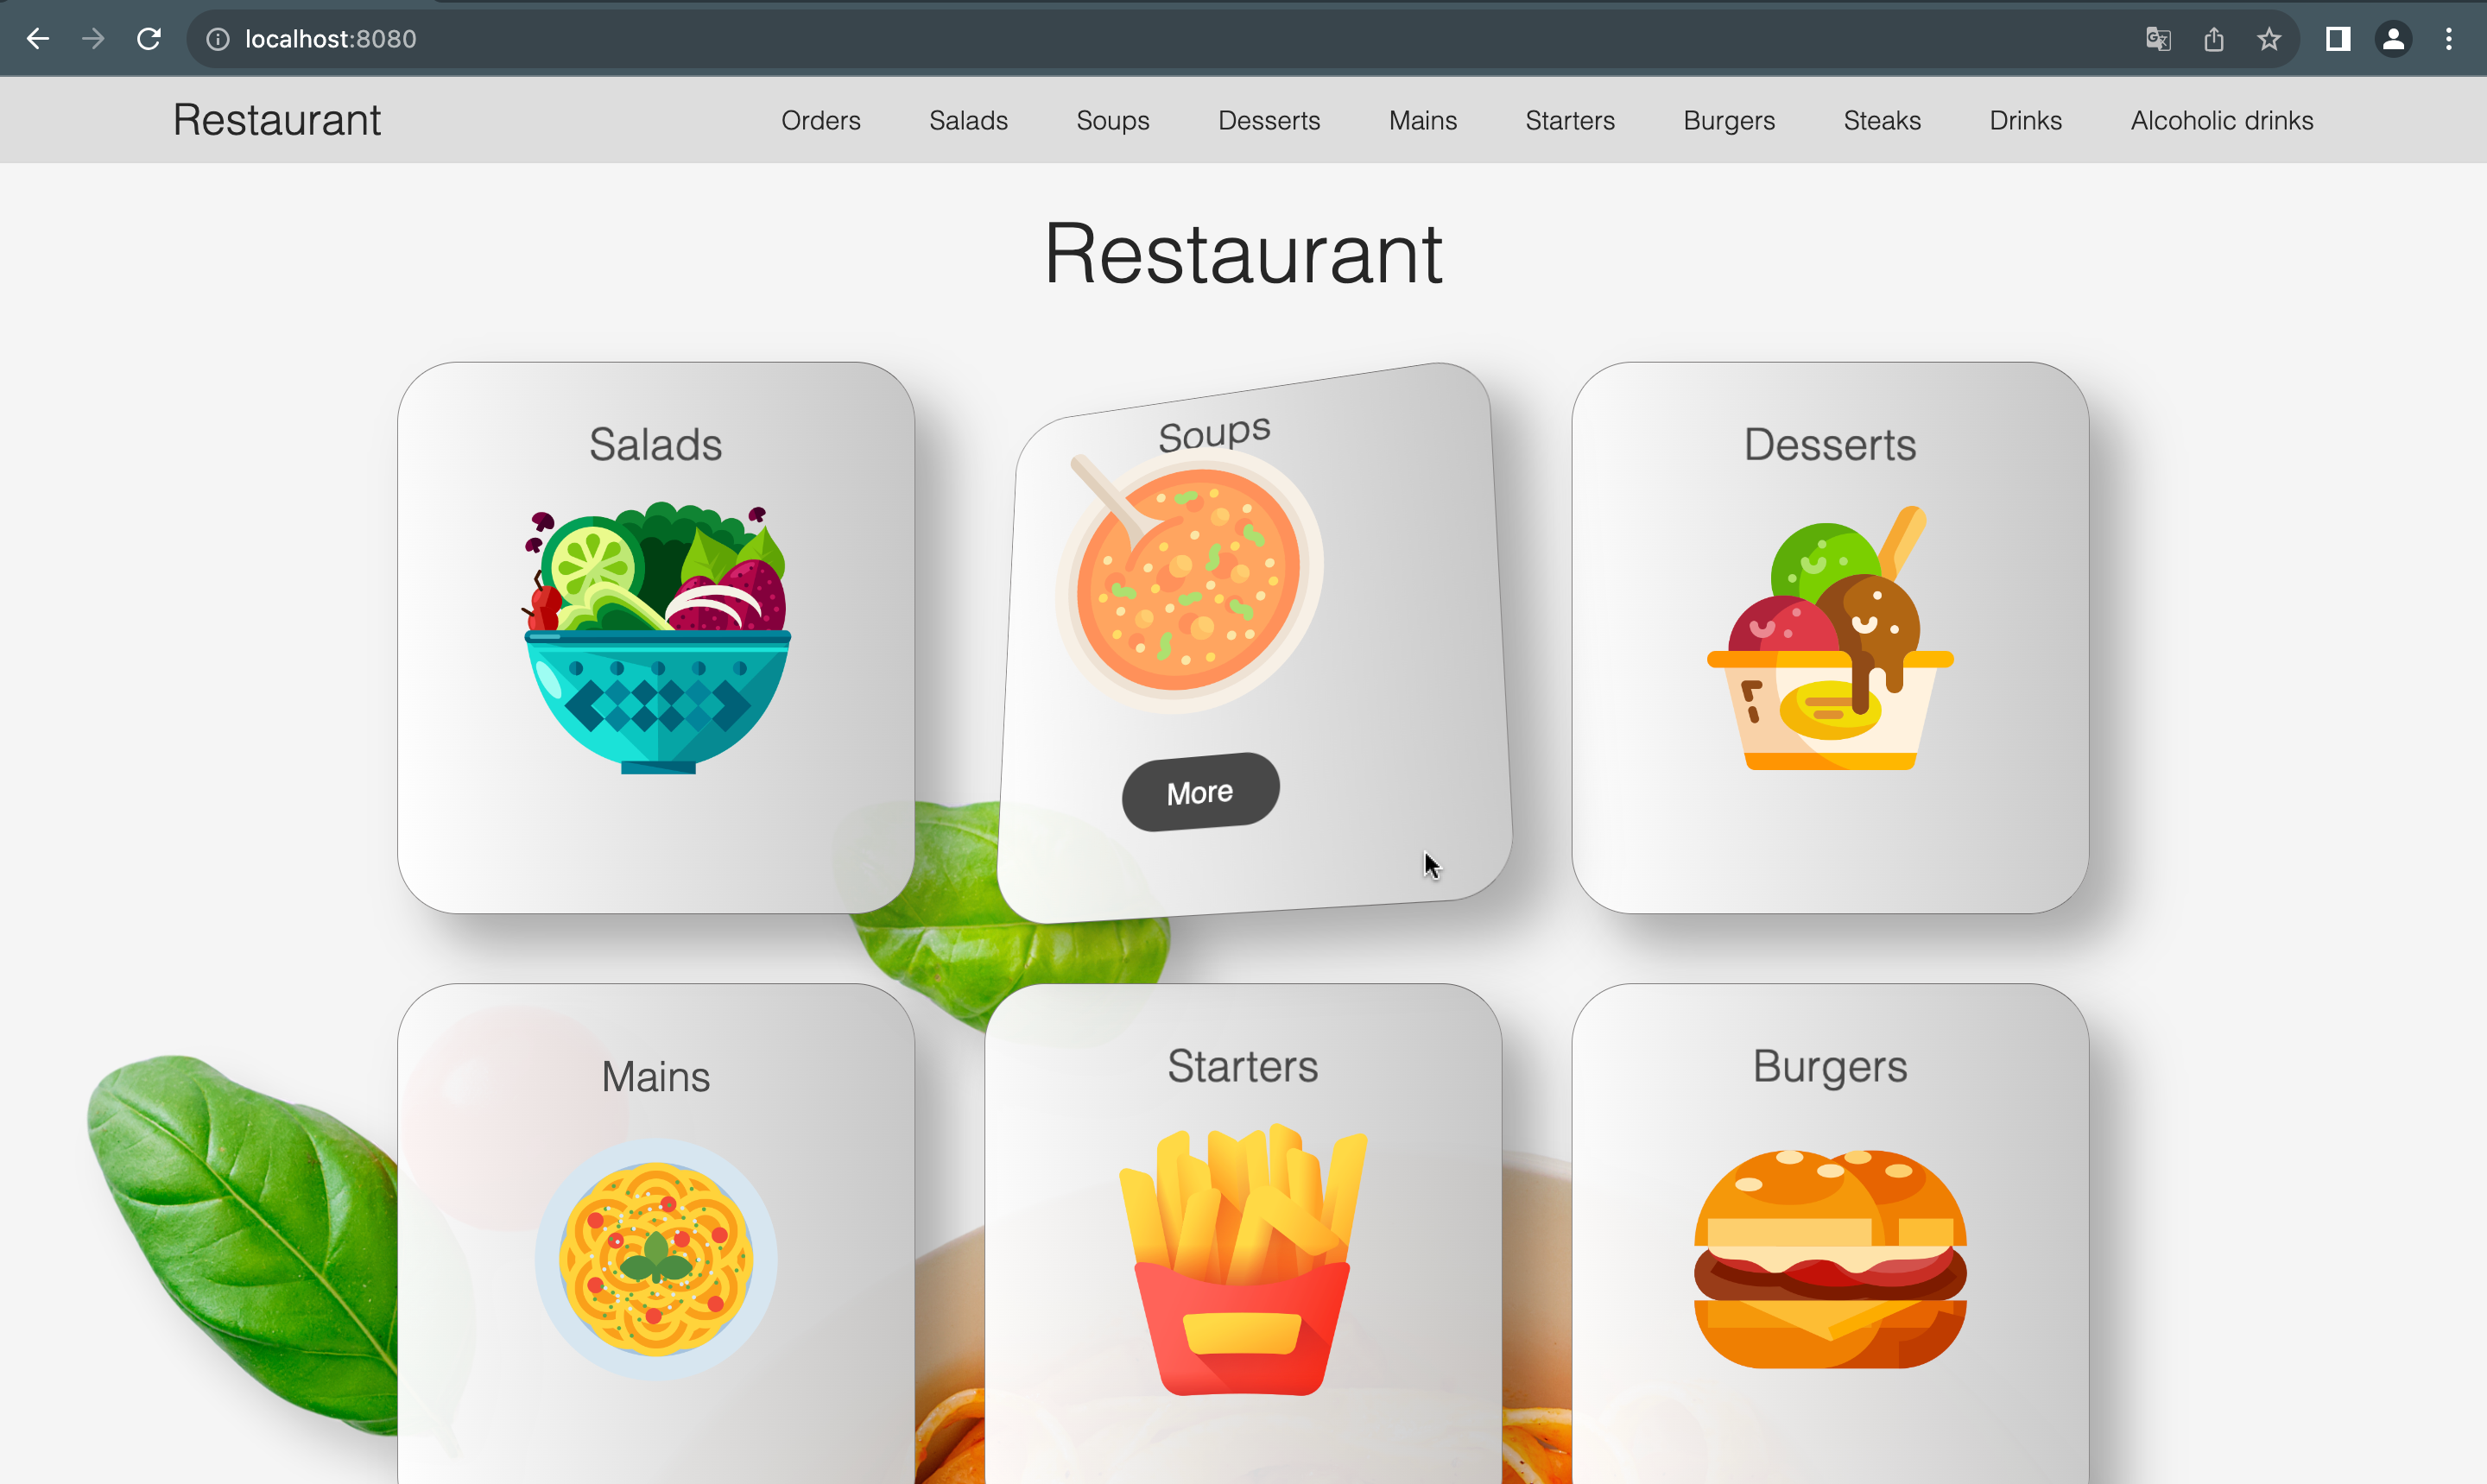 localhost:8080
Restaurant Orders Salads Soups Desserts Mains Starters Burgers Steaks Drinks Alcoholic drinks
Restaurant
Salads
Soups
Desserts
More
Mains
Starters
Burgers